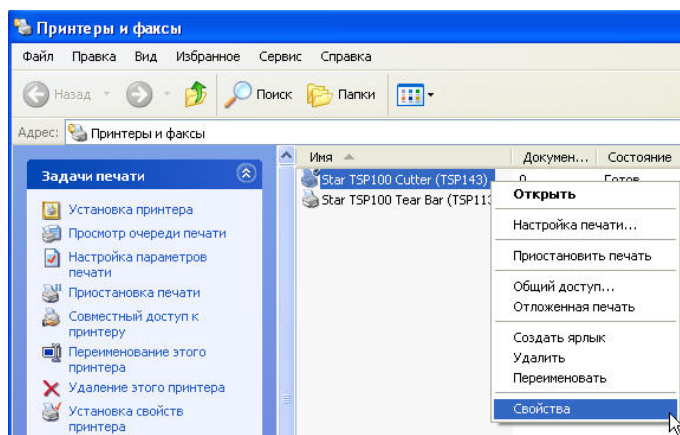 Принтеры и факсы
Файл Правка Вид Избранное Сервис Справка
Назад Поиск Папки
Адрес: Принтеры и факсы
Имя Докумен... Состояние
Star TSP100 Cutter (TSP143) 0 Готов
Star TSP100 Tear Bar (TSP113
Задачи печати
Установка принтера
Просмотр очереди печати
Настройка параметров
печати
Приостановка печати
Совместный доступ к
принтеру
Переименование этого
принтера
Удаление этого принтера
Установка свойств
принтера
Открыть
Настройка печати...
Приостановить печать
Общий доступ...
Отложенная печать
Создать ярлык
Удалить
Переименовать
Свойства